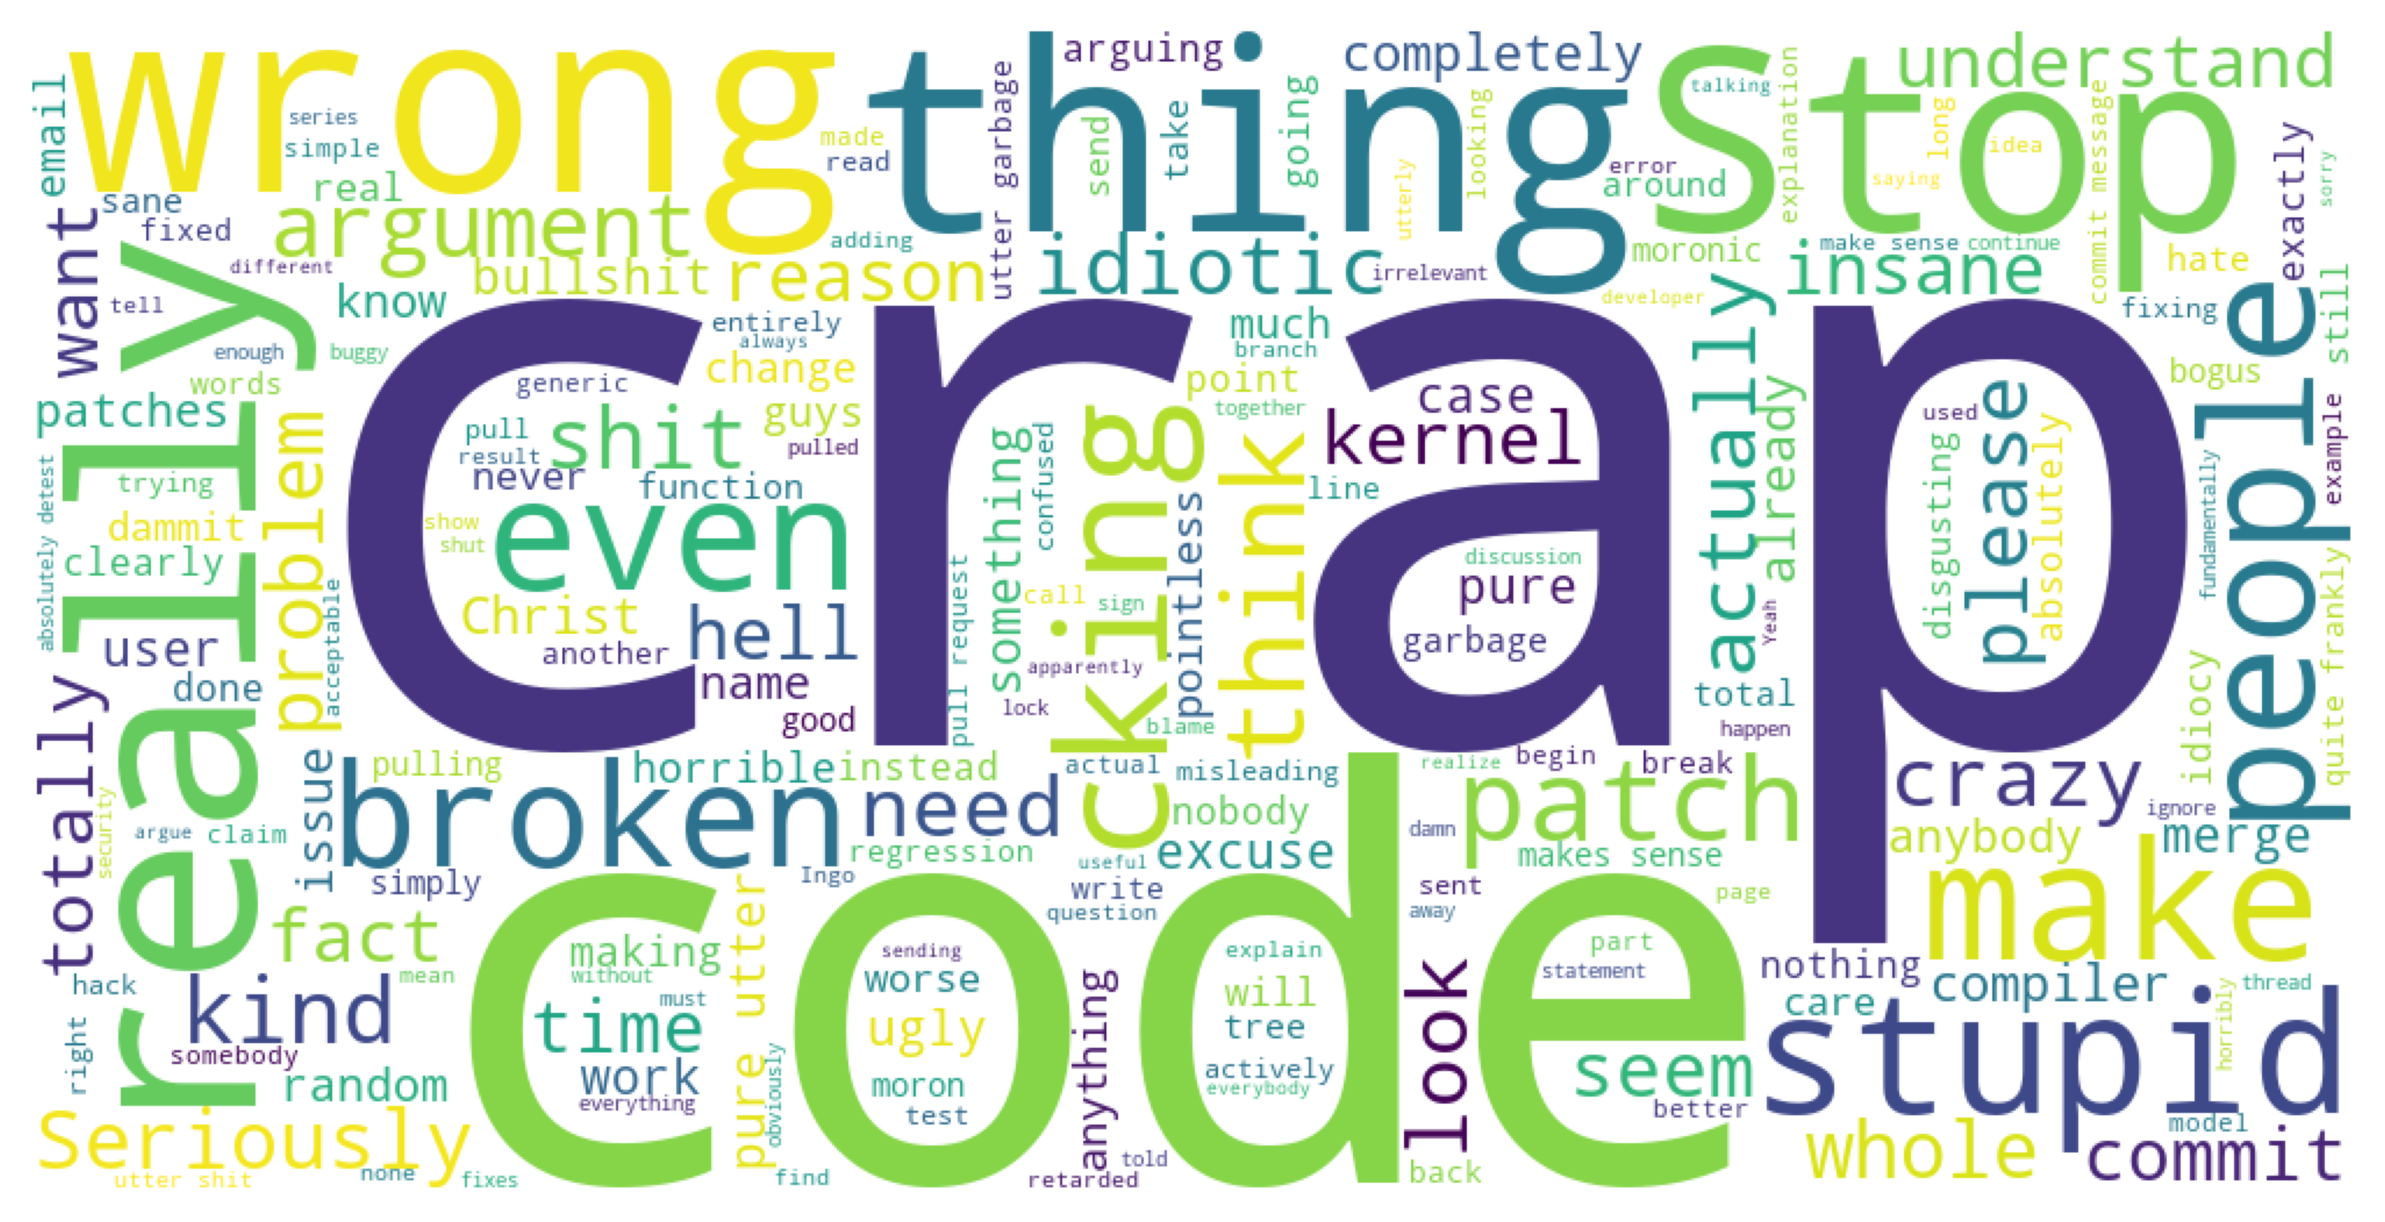 wrong
thing
Stop
crap
code
really
people
cking
think
even
broken
stupid
make
patch
arguing
completely
understand
talking
email
series
simple
made
read
real
sane
fixed
argument
adding
different
tell
want
know
bullshit
reason
utter garbage
send
take
going
looking
utterly
idiotic
irrelevant
error
around
moronic
developer
explanation
saying
long
idea
make sense
continue
insane
commit message
hate
fixing
exactly
sorry
still
bogus
enough
buggy
words
patches
entirely
always
change
generic
guys
pull
result
shit
never
function
pulled
much
branch
point
together
case
kernel
line
actually
already
used
please
disgusting
absolutely
example
fundamentally
quite frankly
idiocy
absolutely detest
trying
dammit
clearly
problem
acceptable
show
shut
Christ
another
hell
name
good
something
confused
pull request
call
sign
apparently
lock
blame
pointless
discussion
pure
garbage
Yeah
total
happen
user
done
totally
issue
pulling
horrible
instead
need
regression
simply
Ingo
actual
misleading
nobody
useful
excuse
write
question
realize
begin
break
damn
makes sense
sent
away
page
crazy
ignore
anybody
merge
security
argue
claim
fact
hack
mean
kind
right
somebody
random
Seriously
utter shit
none
fixes
making
without
must
time
work
everything
pure utter
obviously
find
sending
worse
ugly
moron
test
anything
told
retarded
explain
will
tree
actively
everybody
look
back
part
statement
seem
better
nothing
care
compiler
horribly
thread
model
whole
commit